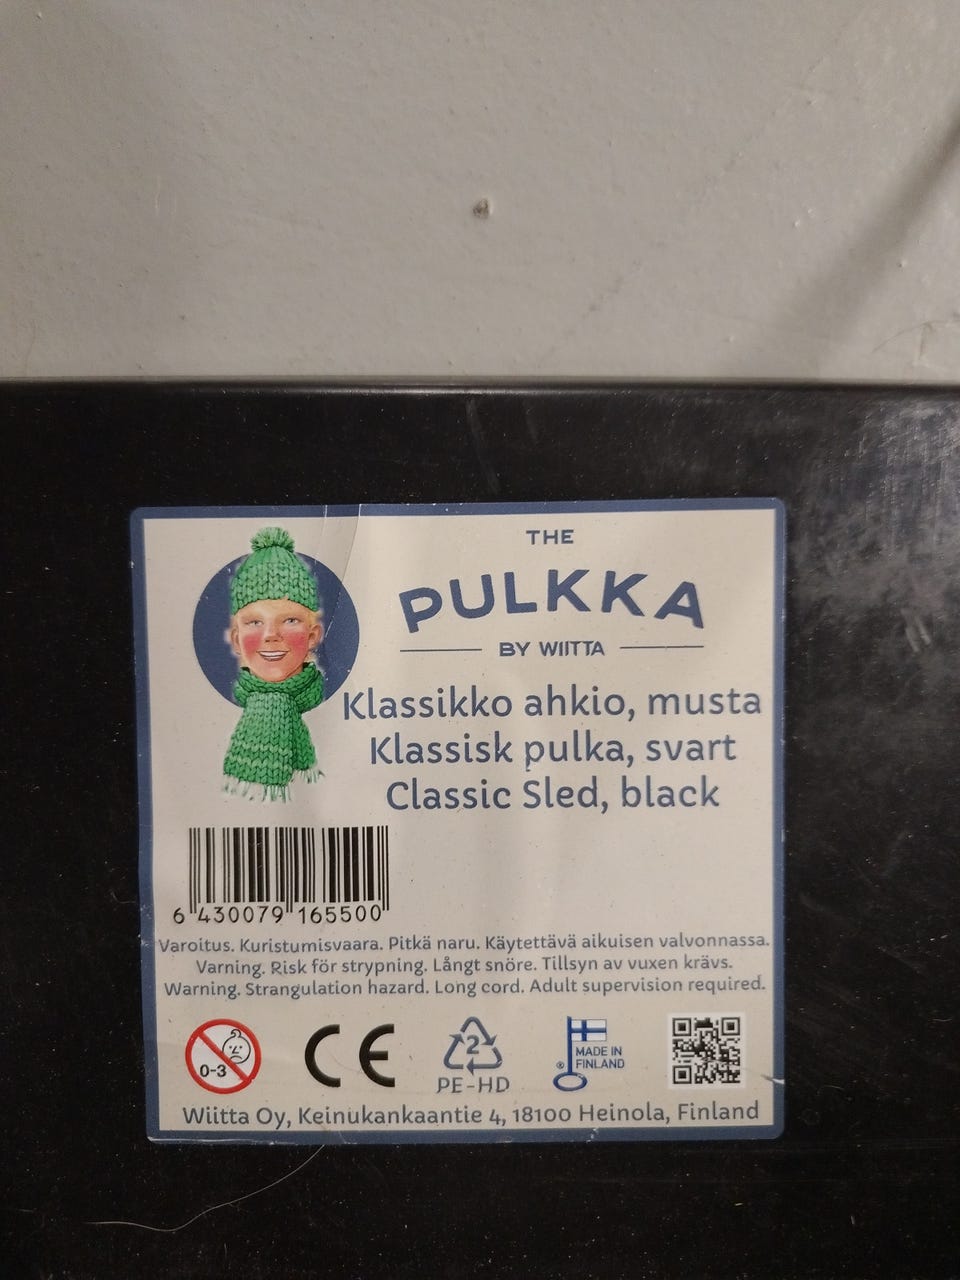 THE
PULKKA
BY WIITTA
Klassikko ahkio, musta
Klassisk pulka, svart
Classic Sled, black
6 430079 165500
Varoitus. Kuristumisvaara. Pitkä naru. Käytettävä aikuisen valvonnassa.
Varning. Risk för strypning. Långt snöre. Tillsyn av vuxen krävs.
Warning. Strangulation hazard. Long cord. Adult supervision required.
0-3
CE
2
PE-HD
® MADE IN
FINLAND
Wiitta Oy, Keinukankaantie 4, 18100 Heinola, Finland